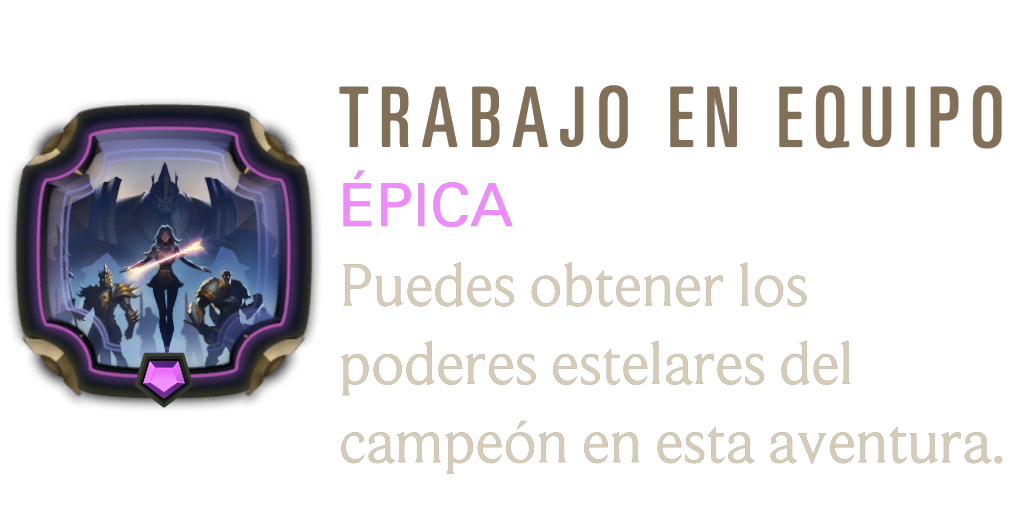 TRABAJO EN EQUIPO
ÉPICA
Puedes obtener los
poderes estelares del
campeón en esta aventura.